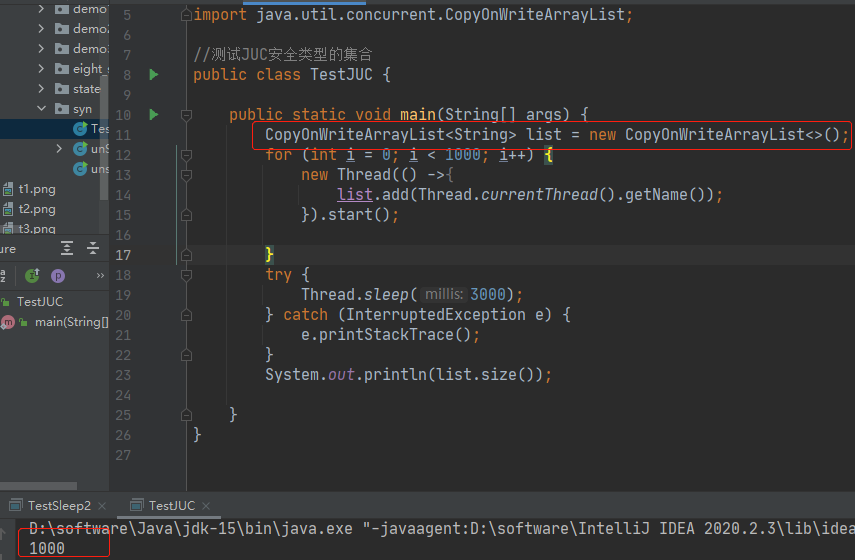 demo
demo2
demo3
eight_
state
syn
Tes
unS
uns
t1.png
t2.png
t3.png
ure
TestJUC
main(String[]
5 import java.util.concurrent.CopyOnWriteArrayList;
6
7 //测试JUC安全类型的集合
8 public class TestJUC {
9
10 public static void main(String[] args) {
11 CopyOnWriteArrayList<String> list = new CopyOnWriteArrayList<>();
12 for (int i = 0; i < 1000; i++) {
13 new Thread(() ->{
14 list.add(Thread.currentThread().getName());
15 }).start();
16
17 }
18 try {
19 Thread.sleep( millis: 3000);
20 } catch (InterruptedException e) {
21 e.printStackTrace();
22 }
23 System.out.println(list.size());
24
25 }
26 }
27
TestSleep2 × TestJUC ×
D:\software\Java\jdk-15\bin\java.exe "-javaagent:D:\software\IntelliJ IDEA 2020.2.3\lib\idea
1000